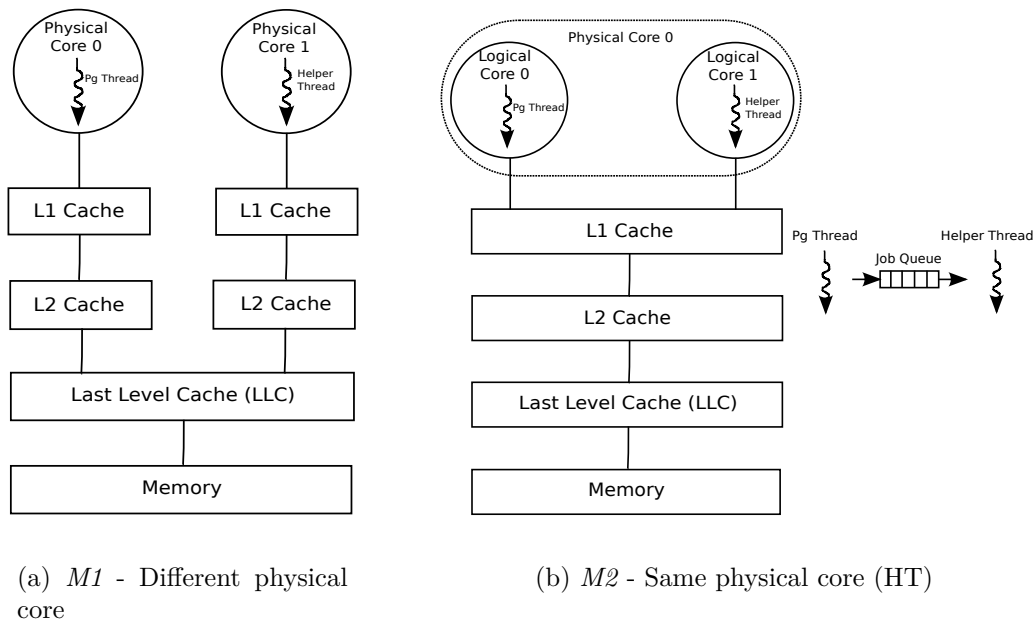 Physical
Core 0
Pg Thread
Physical
Core 1
Helper
Thread
L1 Cache
L1 Cache
L2 Cache
L2 Cache
Last Level Cache (LLC)
Memory
(a) M1 - Different physical
core
Physical Core 0
Logical
Core 0
Pg Thread
Logical
Core 1
Helper
Thread
L1 Cache
L2 Cache
Last Level Cache (LLC)
Memory
Pg Thread
Job Queue
Helper Thread
(b) M2 - Same physical core (HT)